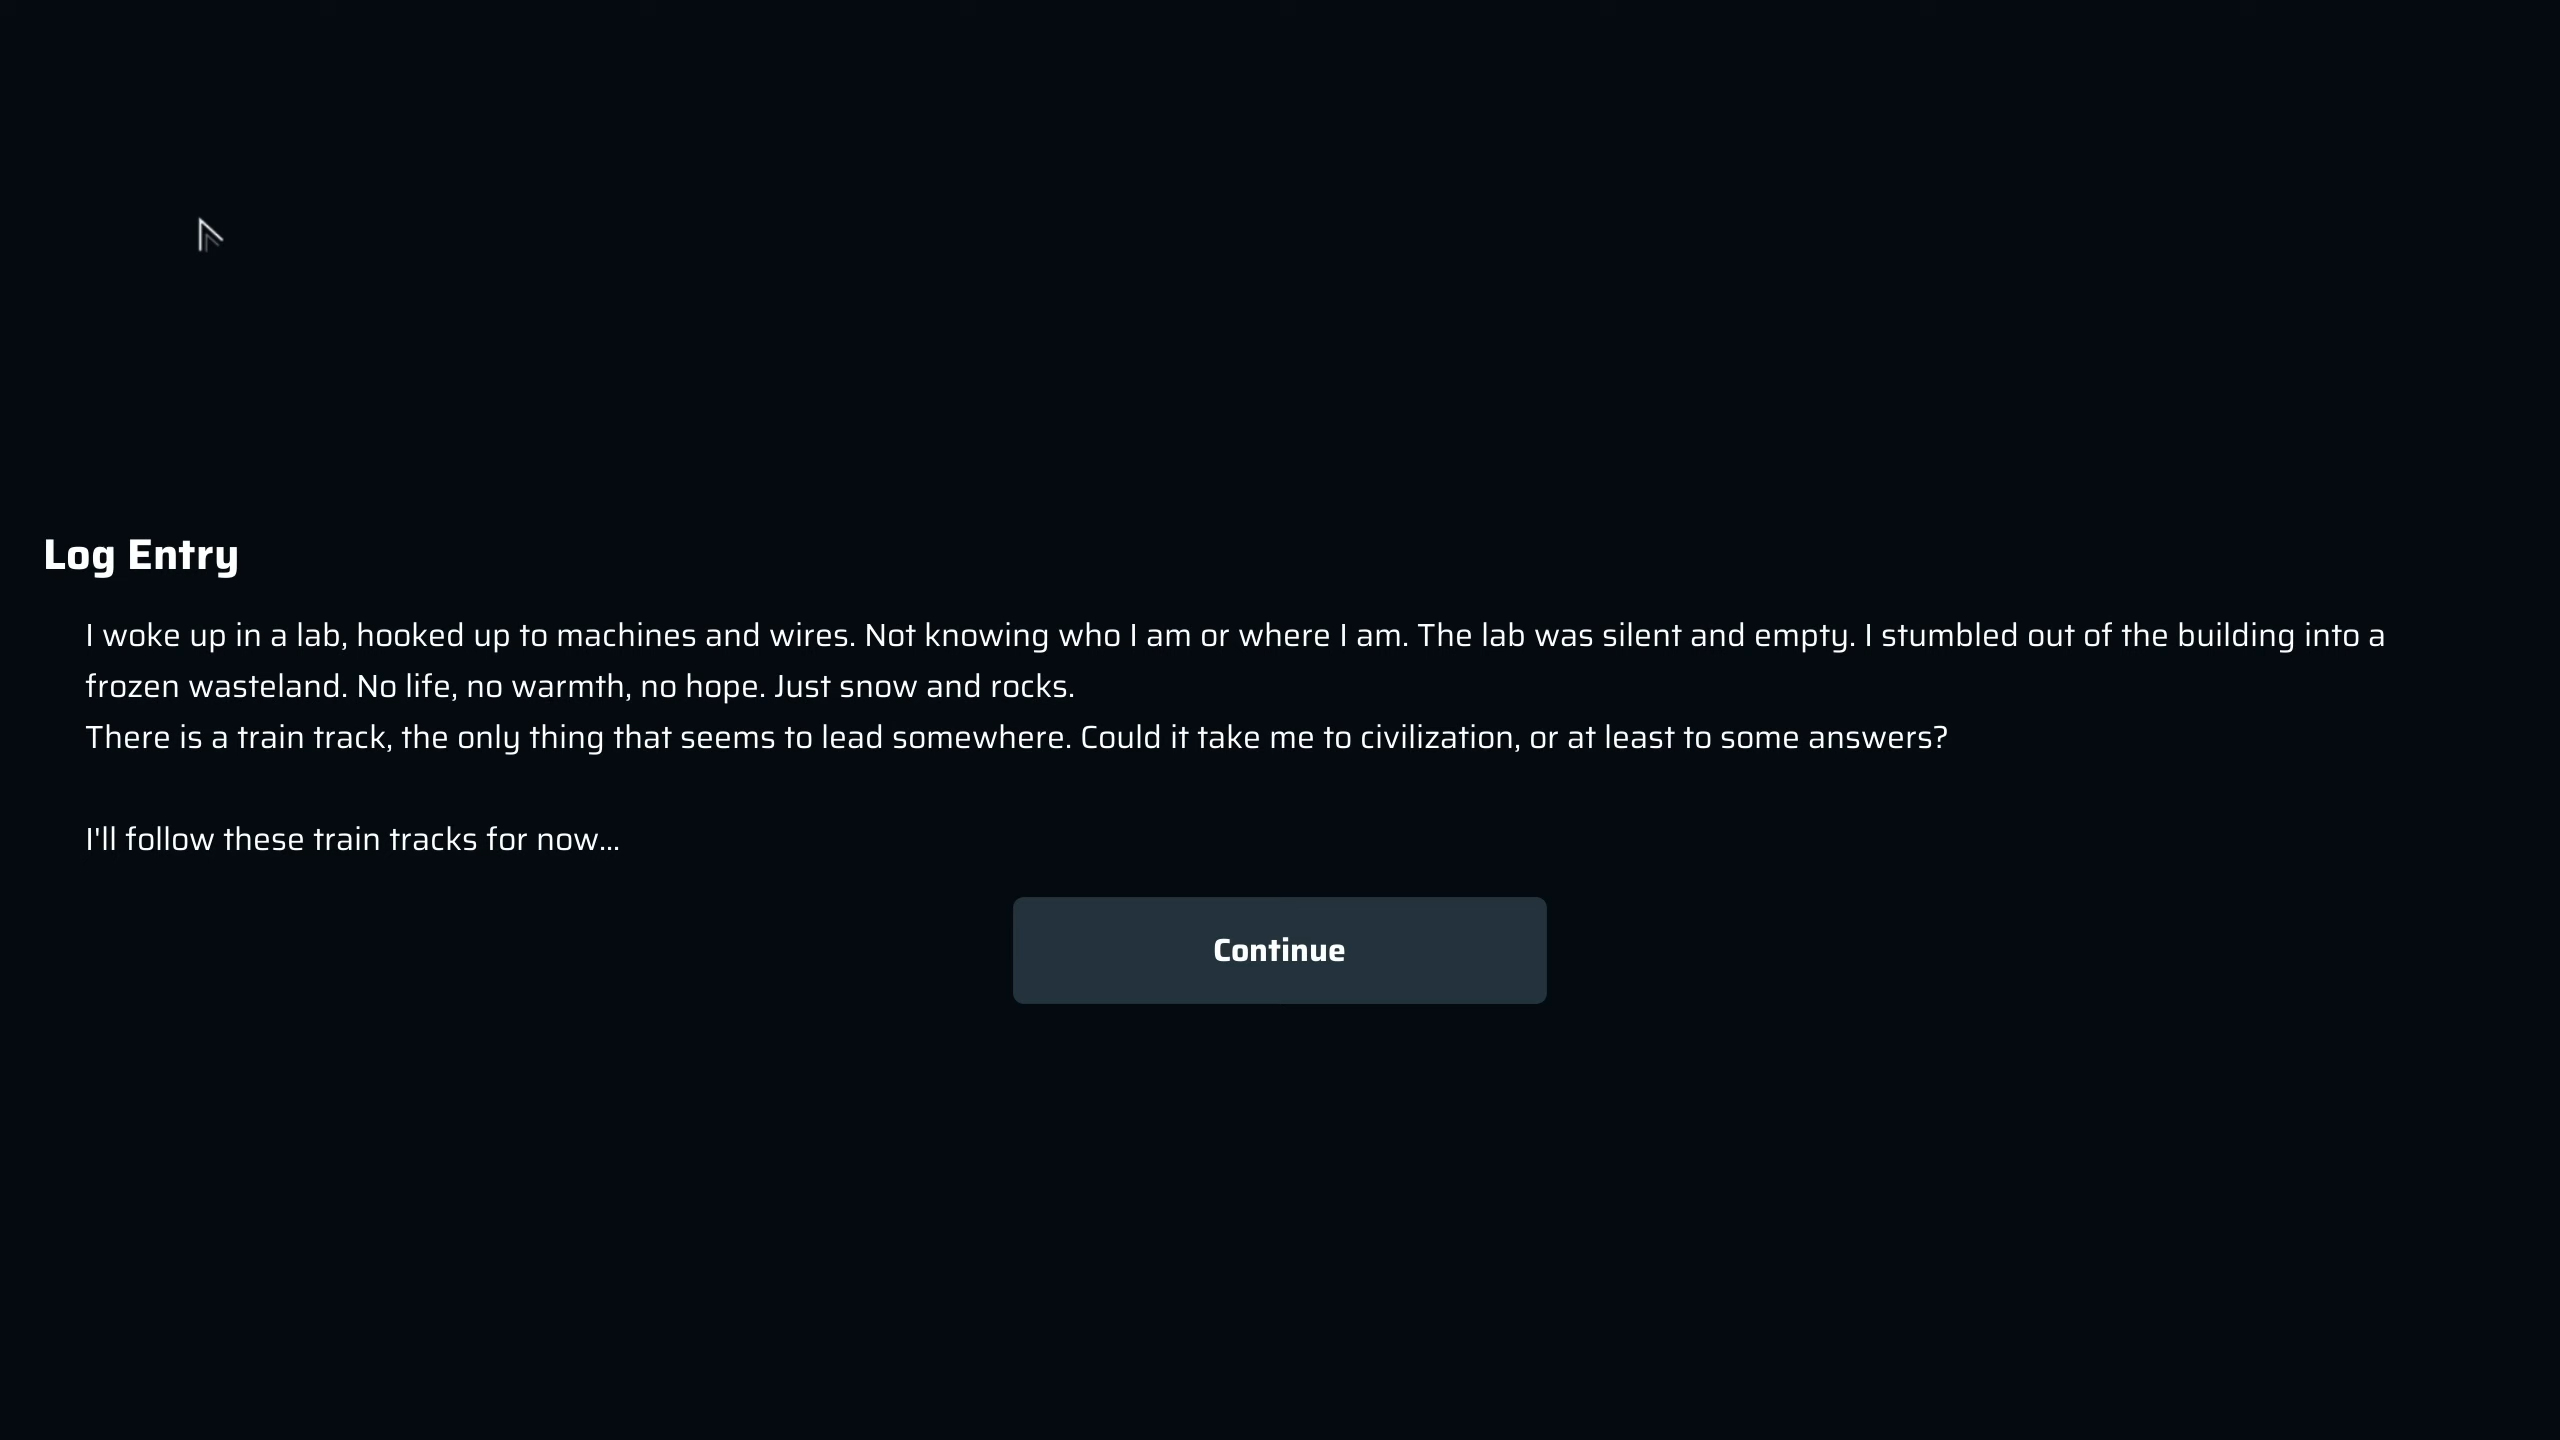 Log Entry
I woke up in a lab, hooked up to machines and wires. Not knowing who I am or where I am. The lab was silent and empty. I stumbled out of the building into a
frozen wasteland. No life, no warmth, no hope. Just snow and rocks.
There is a train track, the only thing that seems to lead somewhere. Could it take me to civilization, or at least to some answers?
I'll follow these train tracks for now...
Continue